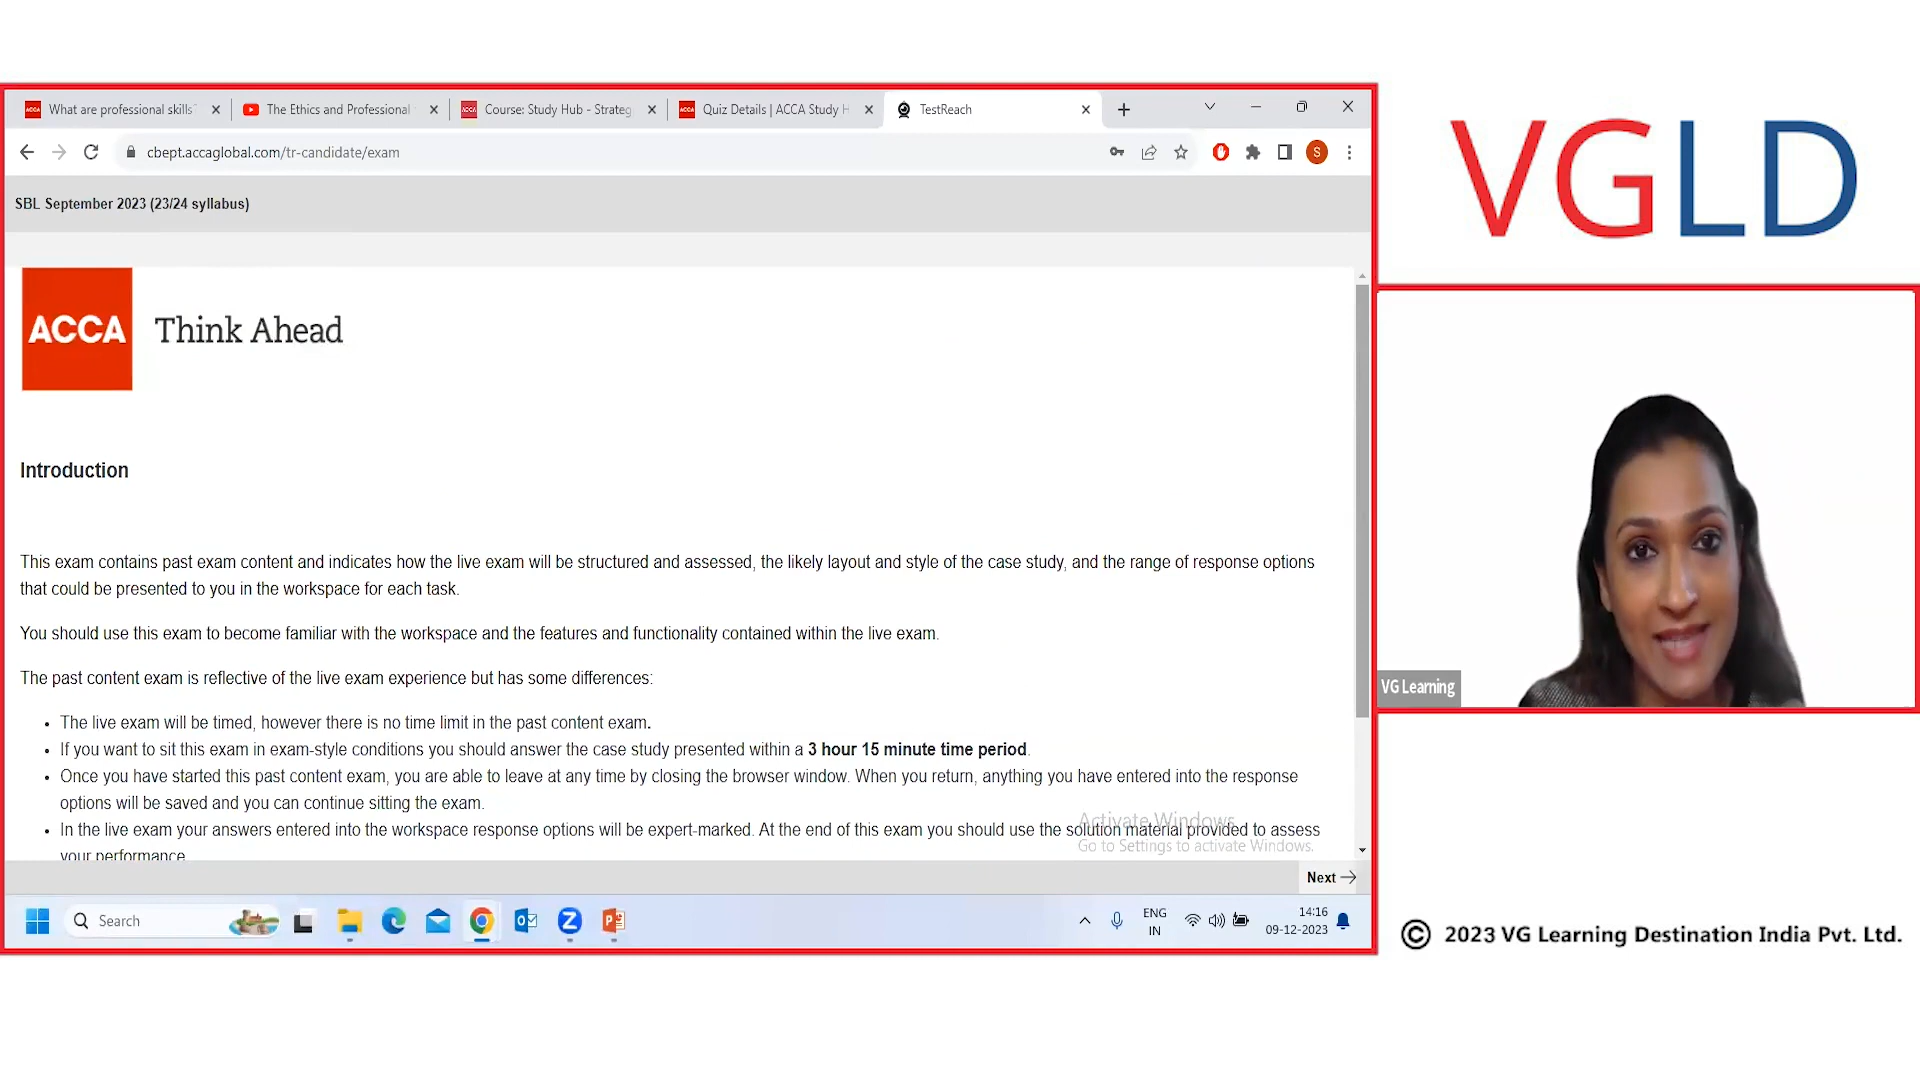 What are professional skills
The Ethics and Professional
Course: Study Hub - Strateg
Quiz Details | ACCA Study H
TestReach
cbept.accaglobal.com/tr-candidate/exam
S
SBL September 2023 (23/24 syllabus)
ACCA
Think Ahead
Introduction
This exam contains past exam content and indicates how the live exam will be structured and assessed, the likely layout and style of the case study, and the range of response options
that could be presented to you in the workspace for each task.
You should use this exam to become familiar with the workspace and the features and functionality contained within the live exam.
The past content exam is reflective of the live exam experience but has some differences:
• The live exam will be timed, however there is no time limit in the past content exam.
• If you want to sit this exam in exam-style conditions you should answer the case study presented within a 3 hour 15 minute time period.
• Once you have started this past content exam, you are able to leave at any time by closing the browser window. When you return, anything you have entered into the response
options will be saved and you can continue sitting the exam.
• In the live exam your answers entered into the workspace response options will be expert-marked. At the end of this exam you should use the solution material provided to assess
your performance
Activate Windows
Go to Settings to activate Windows.
Next
Search
ENG
IN
14:16
09-12-2023
VGLD
VG Learning
© 2023 VG Learning Destination India Pvt. Ltd.